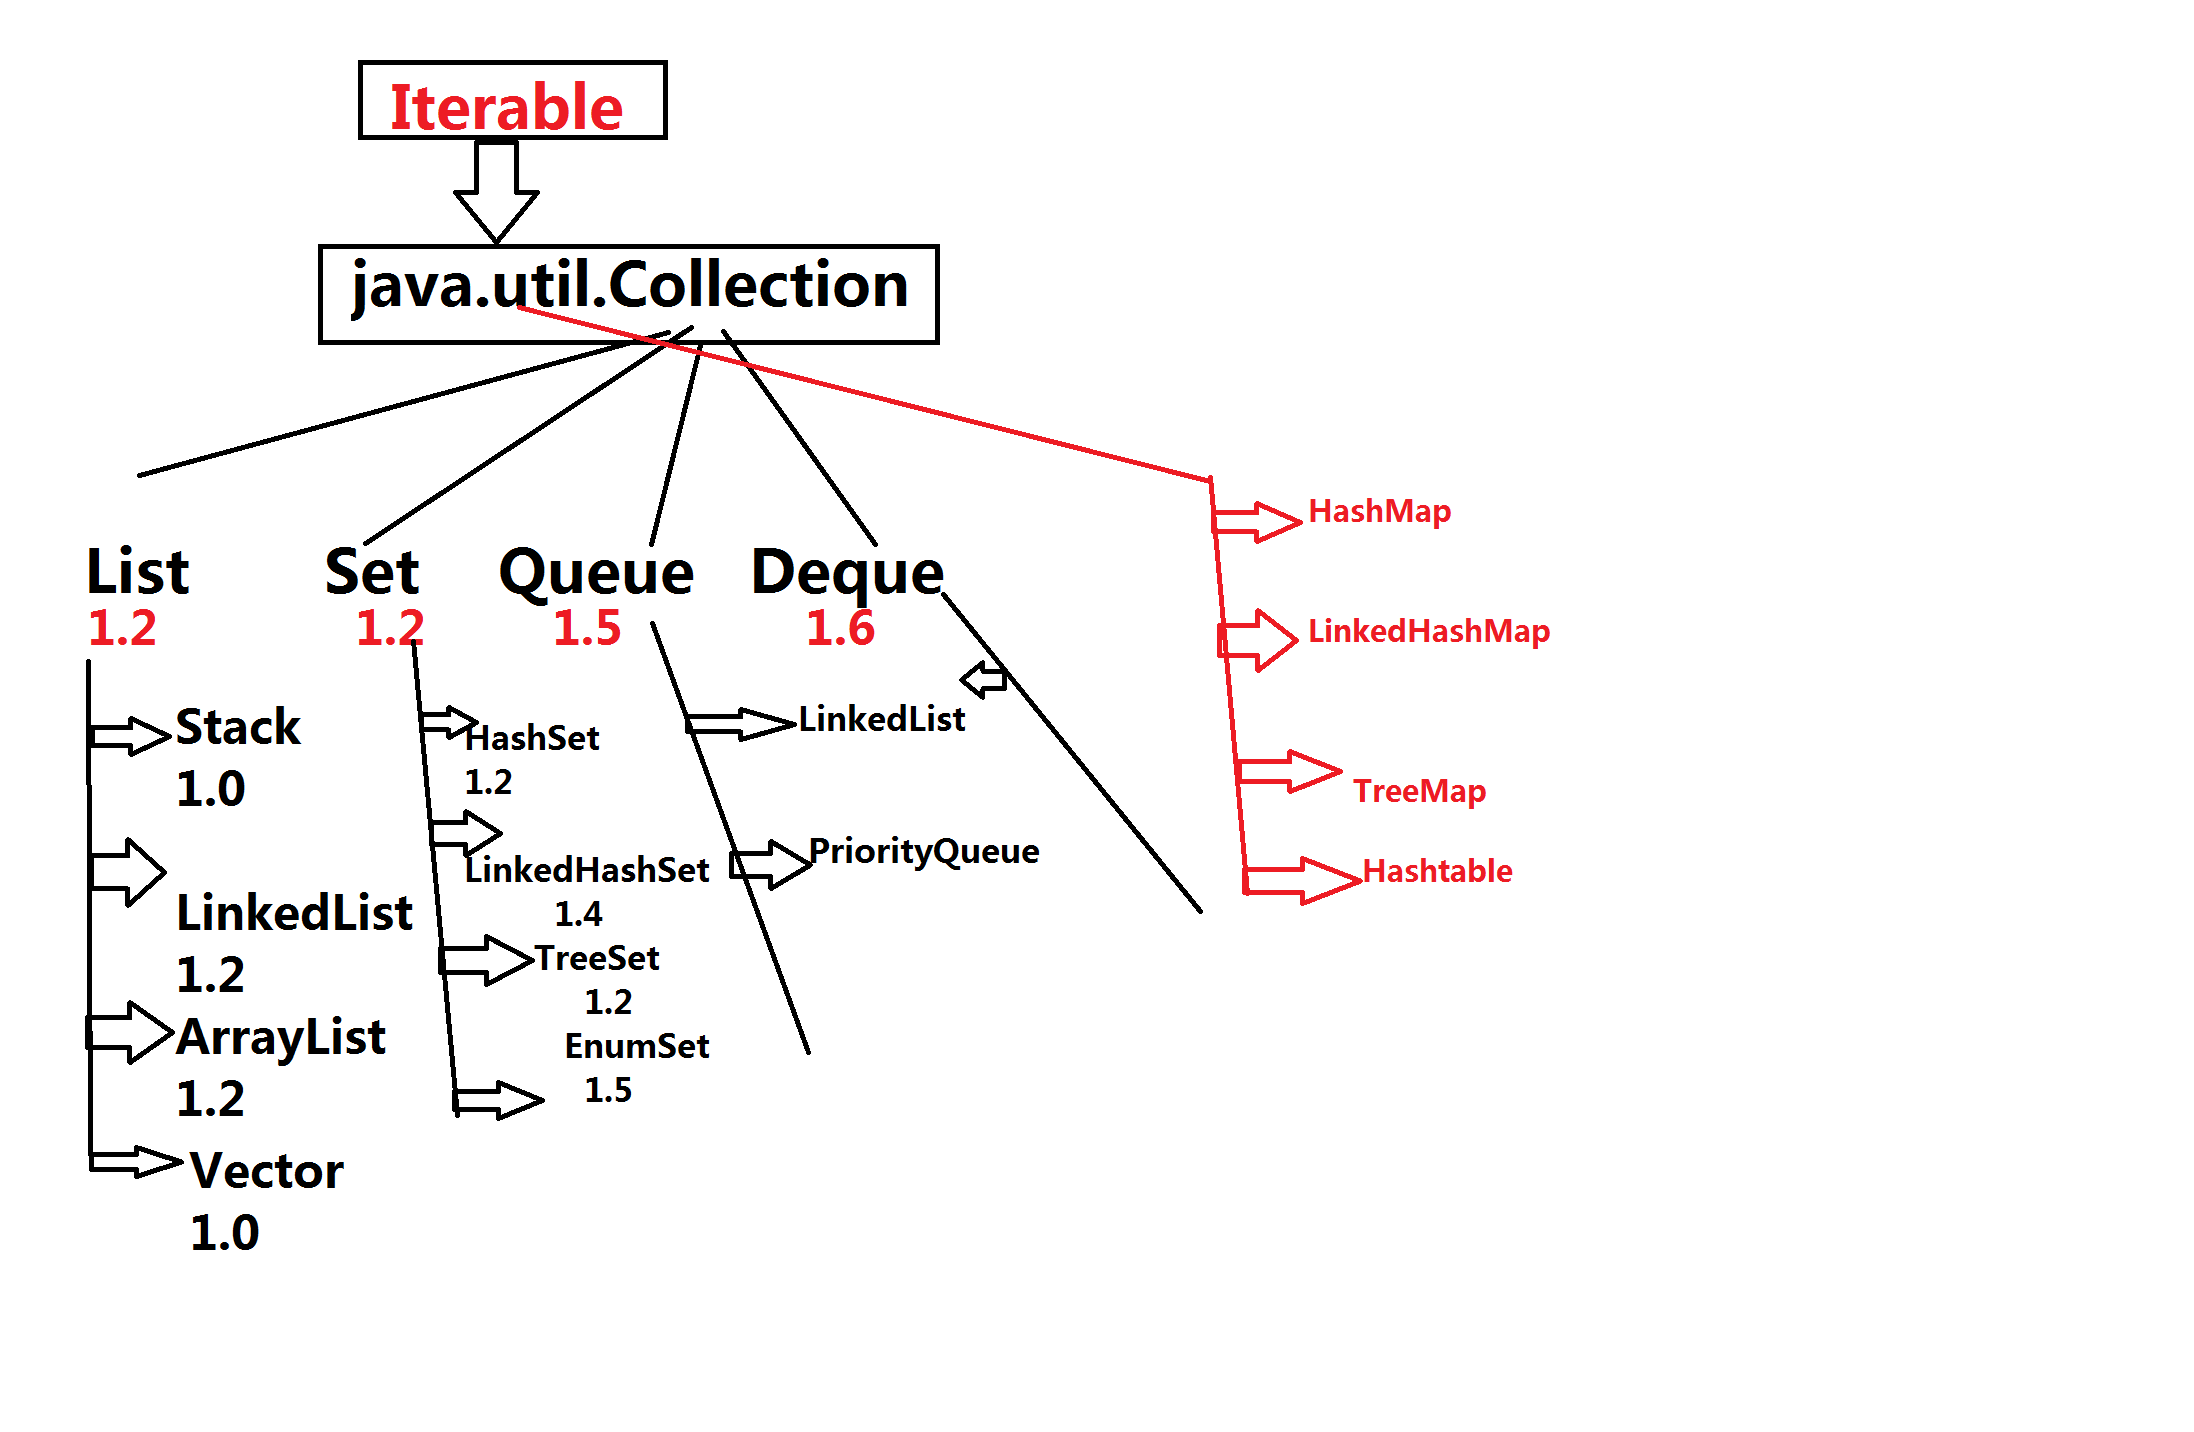 Iterable
java.util.Collection
List
1.2
Set
1.2
Queue
1.5
Deque
1.6
Stack
1.0
LinkedList
1.2
ArrayList
1.2
Vector
1.0
HashSet
1.2
LinkedHashSet
1.4
TreeSet
1.2
EnumSet
1.5
LinkedList
PriorityQueue
HashMap
LinkedHashMap
TreeMap
Hashtable